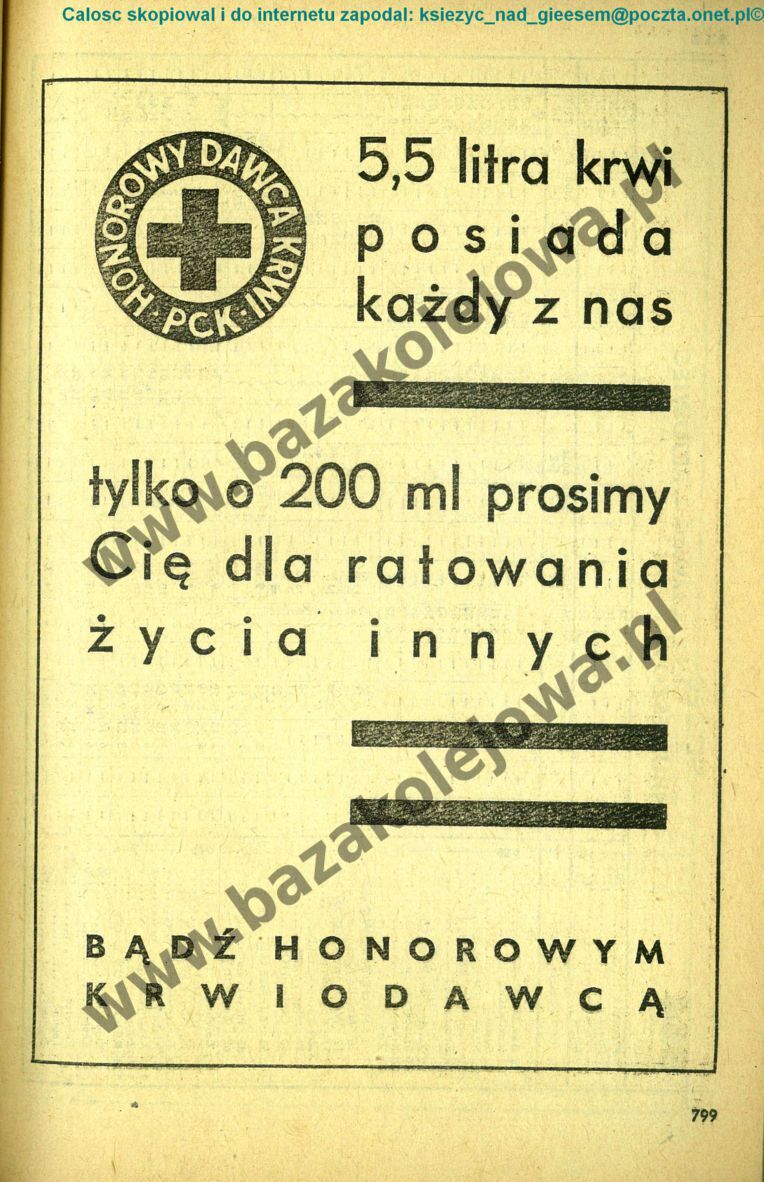 Calosc skopiowal i do internetu zapodal: ksiezyc_nad_gieesem@poczta.onet.pl©
HONOROWY DAWCA KRWI · PCK ·
5,5 litra krwi
posiada
każdy z nas
tylko o 200 ml prosimy
Cię dla ratowania
życia innych
BĄDŹ HONOROWYM
KRWIODAWCĄ
www.bazakolejowa.pl
www.bazakolejowa.pl
799